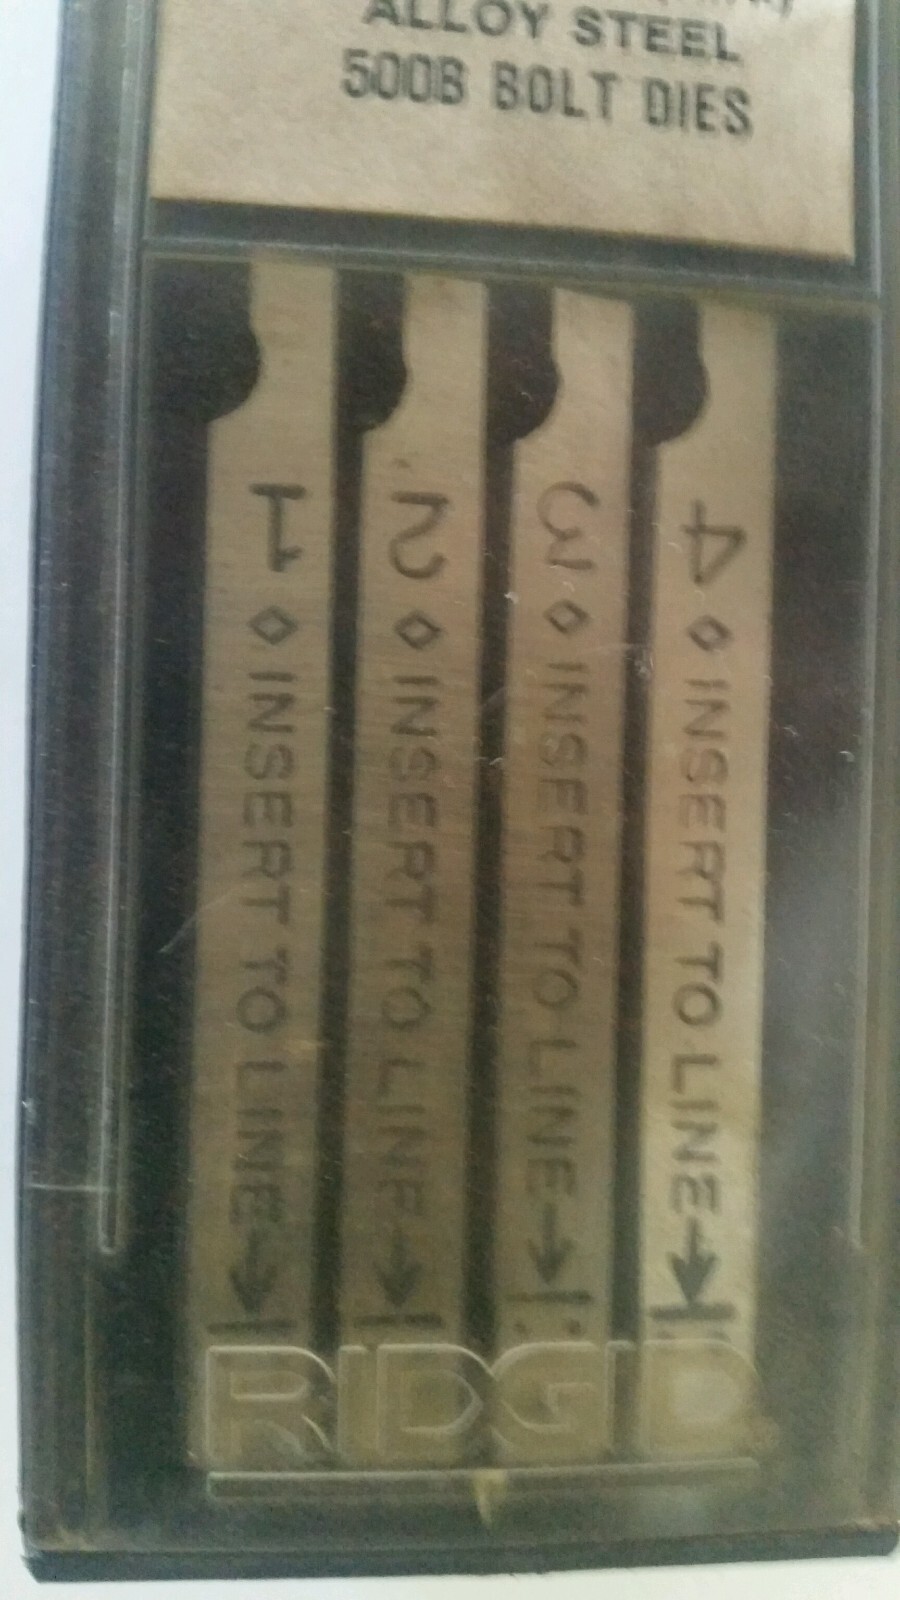 ALLOY STEEL
500B BOLT DIES
1 ◇ INSERT TO LINE→|
2 ◇ INSERT TO LINE→|
3 ◇ INSERT TO LINE→|
4 ◇ INSERT TO LINE→|
RIDGID